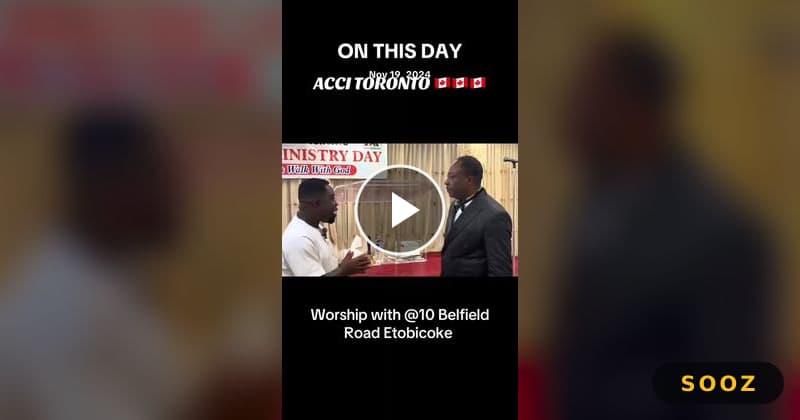 ON THIS DAY
Nov 19, 2024
ACCI TORONTO 🇨🇦🇨🇦🇨🇦
INISTRY DAY
Walk With God
Worship with @10 Belfield
Road Etobicoke
SOOZ